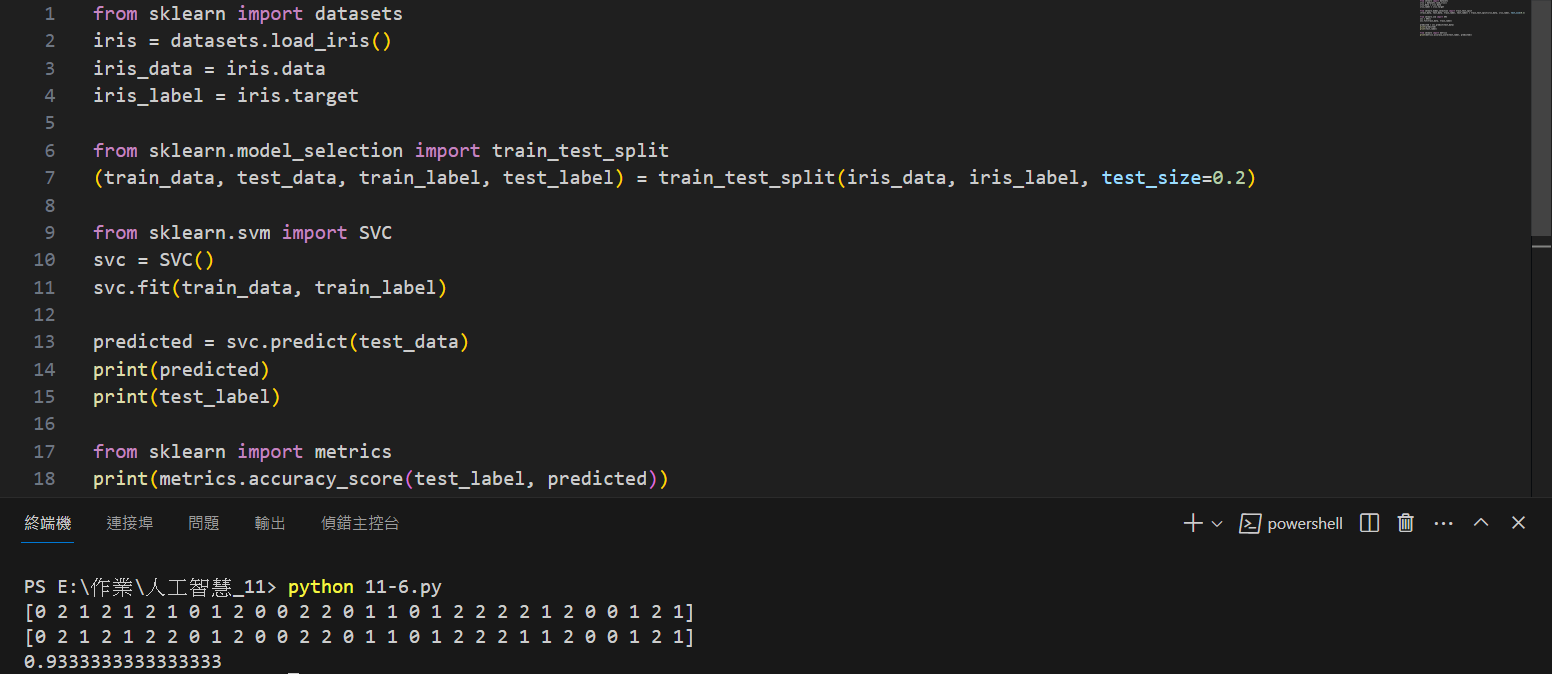 1 from sklearn import datasets
2 iris = datasets.load_iris()
3 iris_data = iris.data
4 iris_label = iris.target
5
6 from sklearn.model_selection import train_test_split
7 (train_data, test_data, train_label, test_label) = train_test_split(iris_data, iris_label, test_size=0.2)
8
9 from sklearn.svm import SVC
10 svc = SVC()
11 svc.fit(train_data, train_label)
12
13 predicted = svc.predict(test_data)
14 print(predicted)
15 print(test_label)
16
17 from sklearn import metrics
18 print(metrics.accuracy_score(test_label, predicted))
終端機 連接埠 問題 輸出 偵錯主控台 powershell
PS E:\作業\人工智慧_11> python 11-6.py
[0 2 1 2 1 2 1 0 1 2 0 0 2 2 0 1 1 0 1 2 2 2 2 1 2 0 0 1 2 1]
[0 2 1 2 1 2 2 0 1 2 0 0 2 2 0 1 1 0 1 2 2 2 1 1 2 0 0 1 2 1]
0.9333333333333333